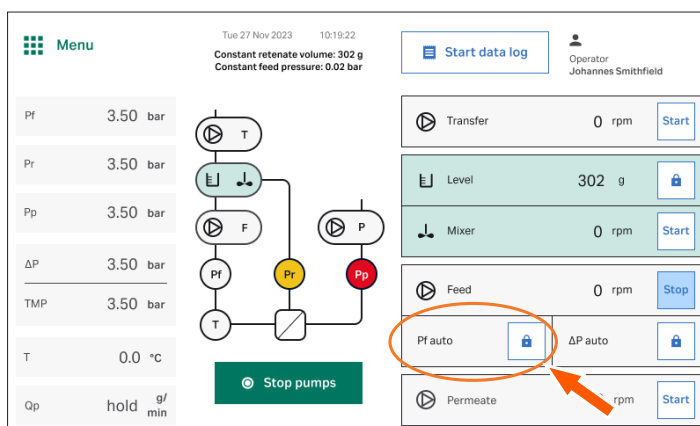 Menu
Tue 27 Nov 2023 10:19:22
Constant retenate volume: 302 g
Constant feed pressure: 0.02 bar
Start data log
Operator
Johannes Smithfield
Pf 3.50 bar
Pr 3.50 bar
Pp 3.50 bar
ΔP 3.50 bar
TMP 3.50 bar
T 0.0 °C
Qp hold g/
min
T
F
P
Pf
Pr
Pp
T
Stop pumps
Transfer 0 rpm Start
Level 302 g
Mixer 0 rpm Start
Feed 0 rpm Stop
Pf auto
ΔP auto
Permeate rpm Start